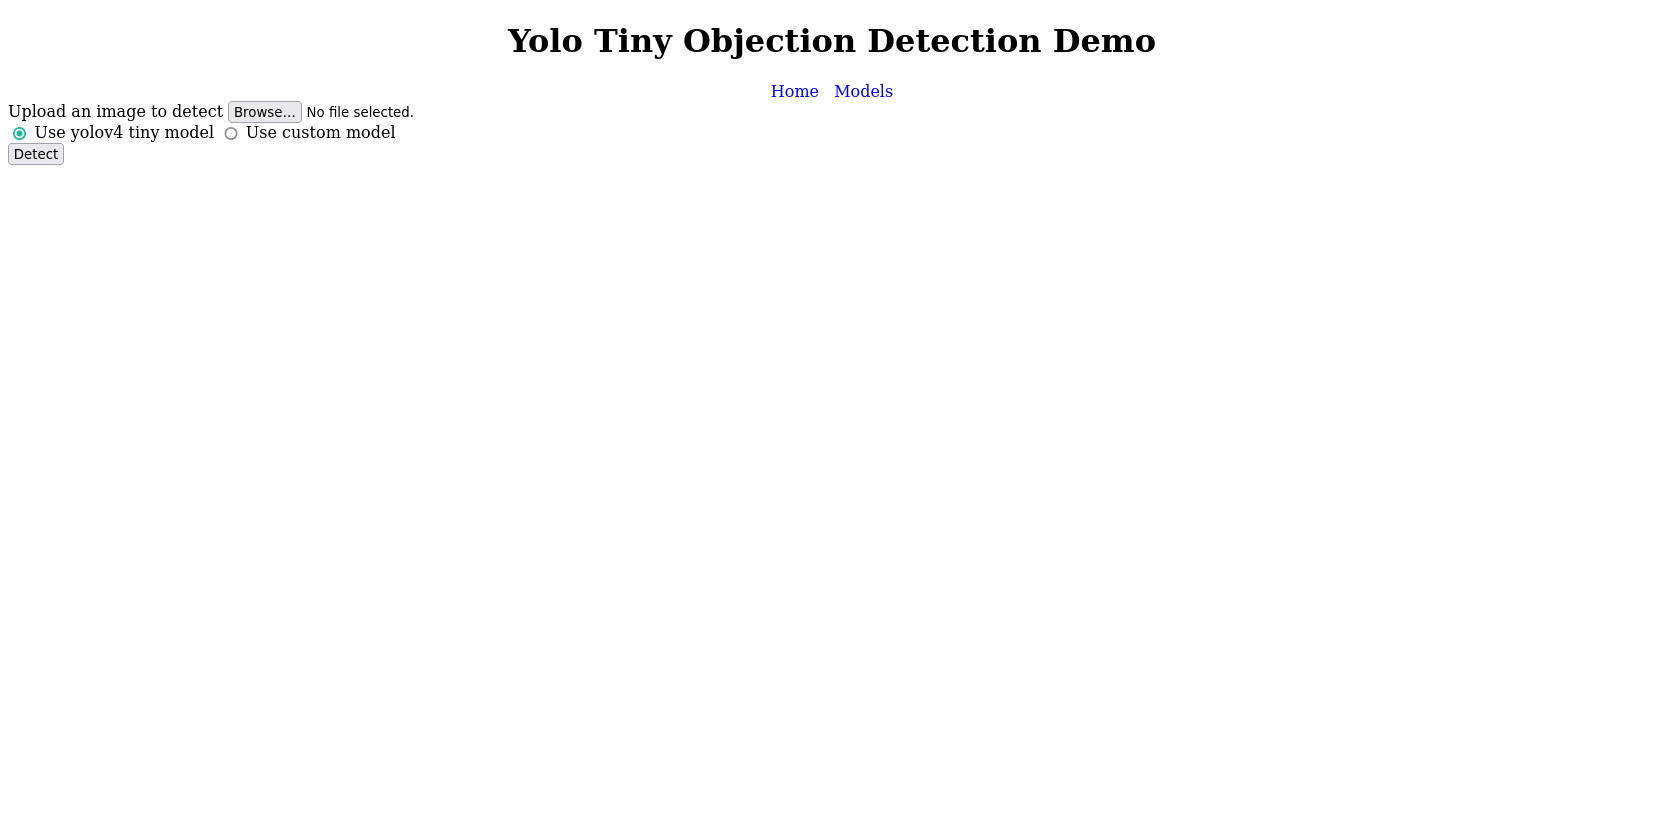 Yolo Tiny Objection Detection Demo
Home Models
Upload an image to detect Browse... No file selected.
Use yolov4 tiny model Use custom model
Detect